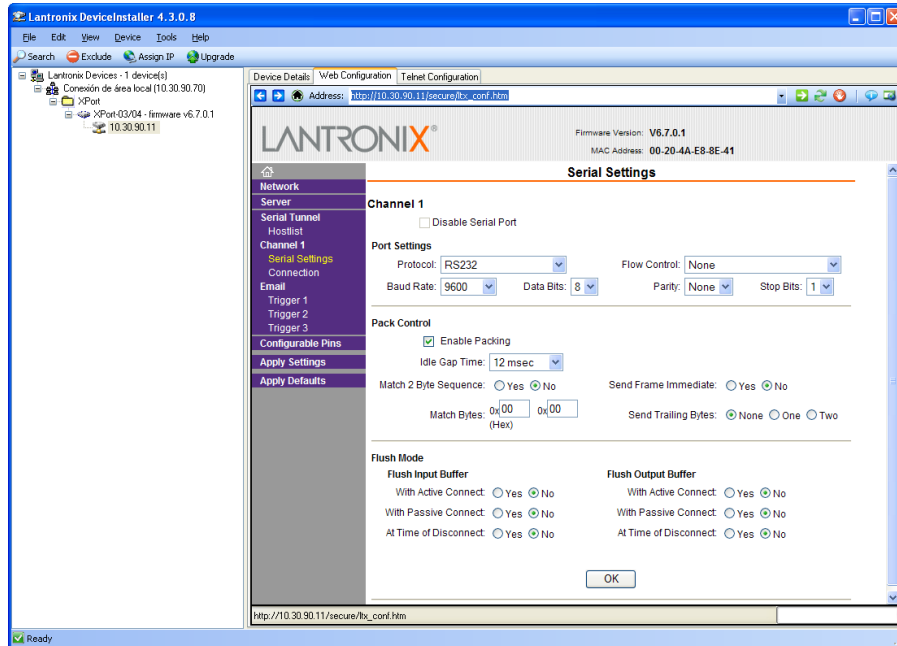 Lantronix DeviceInstaller 4.3.0.8
File Edit View Device Tools Help
Search Exclude Assign IP Upgrade
Lantronix Devices - 1 device(s)
Conexión de área local (10.30.90.70)
XPort
XPort-03/04 - firmware v6.7.0.1
10.30.90.11
Device Details Web Configuration Telnet Configuration
Address: http://10.30.90.11/secure/ltx_conf.htm
LANTRONIX®
Firmware Version: V6.7.0.1
MAC Address: 00-20-4A-E8-8E-41
Network
Server
Serial Tunnel
Hostlist
Channel 1
Serial Settings
Connection
Email
Trigger 1
Trigger 2
Trigger 3
Configurable Pins
Apply Settings
Apply Defaults
Serial Settings
Channel 1
Disable Serial Port
Port Settings
Protocol: RS232 Flow Control: None
Baud Rate: 9600 Data Bits: 8 Parity: None Stop Bits: 1
Pack Control
Enable Packing
Idle Gap Time: 12 msec
Match 2 Byte Sequence: Yes No Send Frame Immediate: Yes No
Match Bytes: 0x 00 0x 00 Send Trailing Bytes: None One Two
(Hex)
Flush Mode
Flush Input Buffer Flush Output Buffer
With Active Connect: Yes No With Active Connect: Yes No
With Passive Connect: Yes No With Passive Connect: Yes No
At Time of Disconnect: Yes No At Time of Disconnect: Yes No
OK
http://10.30.90.11/secure/ltx_conf.htm
Ready